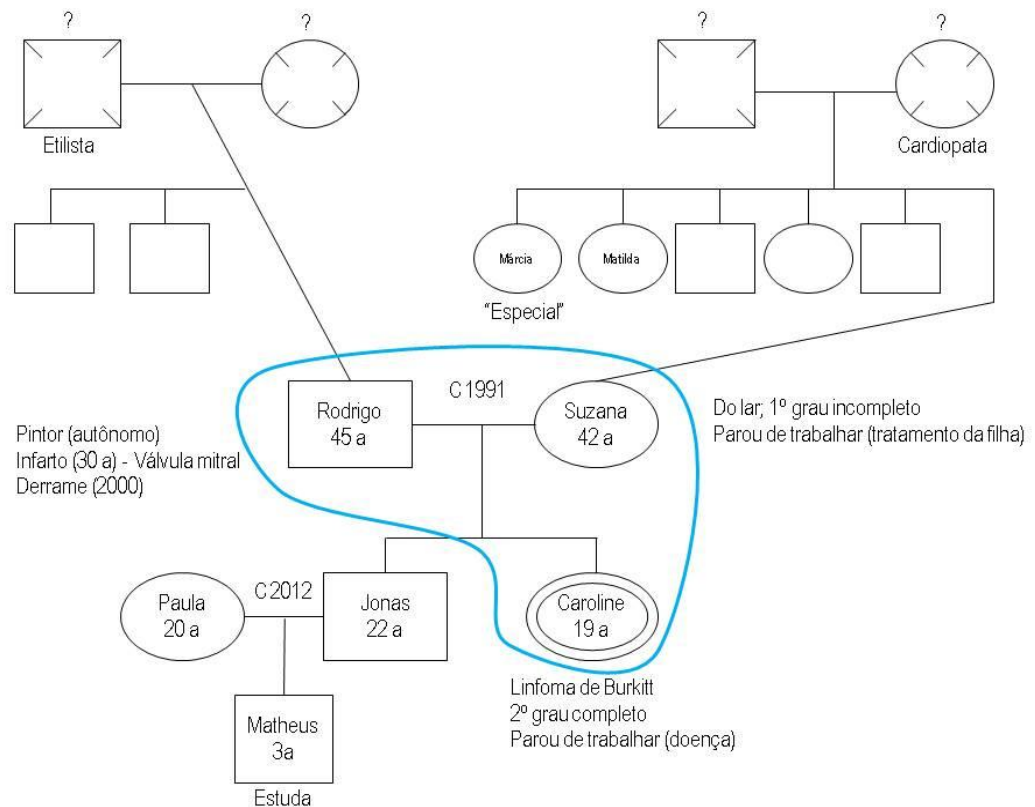 ?
?
?
?
Etilista
Cardiopata
Márcia
Matilda
"Especial"
Rodrigo
45 a
C 1991
Suzana
42 a
Do lar; 1º grau incompleto
Parou de trabalhar (tratamento da filha)
Pintor (autônomo)
Infarto (30 a) - Válvula mitral
Derrame (2000)
Paula
20 a
C 2012
Jonas
22 a
Caroline
19 a
Linfoma de Burkitt
2º grau completo
Parou de trabalhar (doença)
Matheus
3a
Estuda